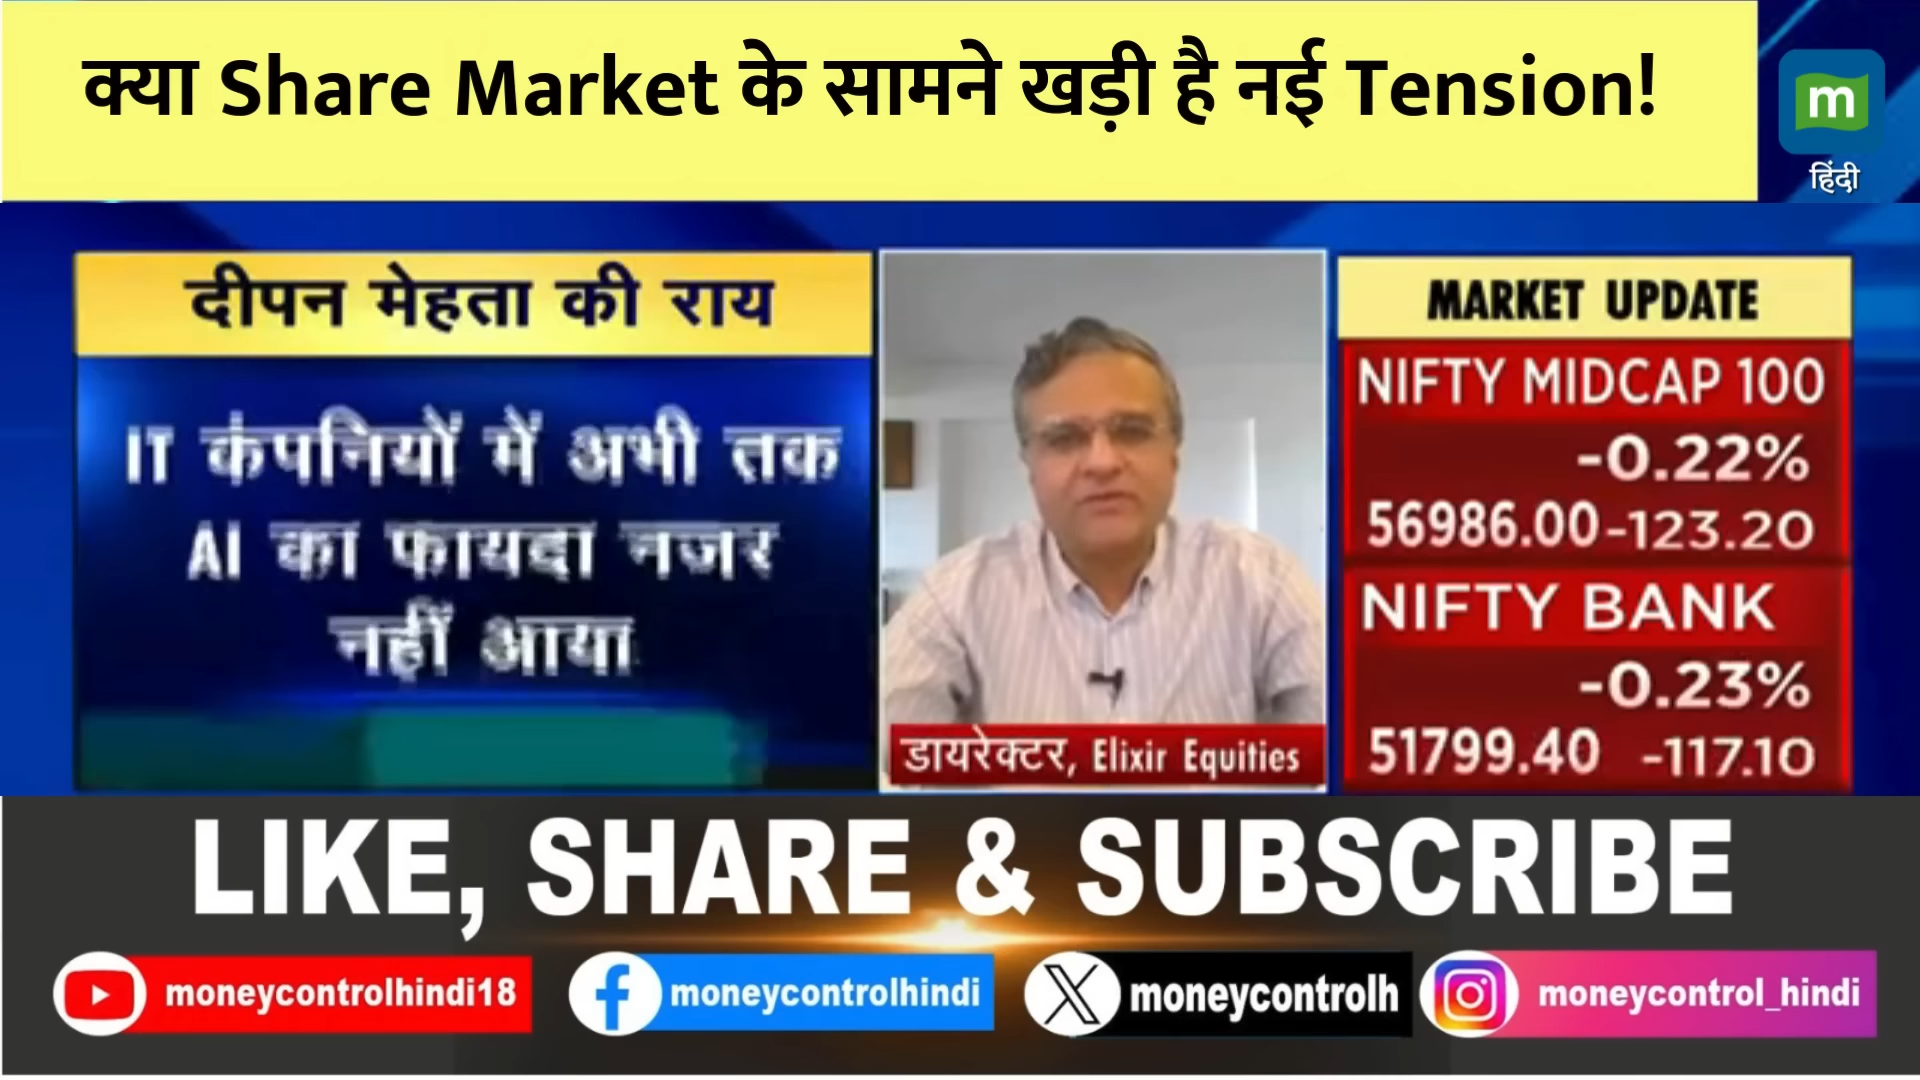 क्या Share Market के सामने खड़ी है नई Tension!
m
हिंदी
दीपन मेहता की राय
IT कंपनियों में अभी तक
AI का फायदा नजर
नहीं आया
डायरेक्टर, Elixir Equities
MARKET UPDATE
NIFTY MIDCAP 100
-0.22%
56986.00 -123.20
NIFTY BANK
-0.23%
51799.40 -117.10
LIKE, SHARE & SUBSCRIBE
moneycontrolhindi18
moneycontrolhindi
moneycontrolh
moneycontrol_hindi